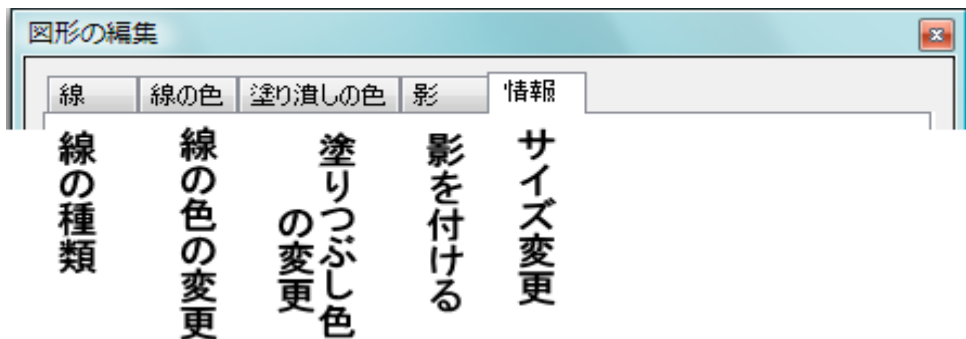 図形の編集
線
線の色
塗り潰しの色
影
情報
線の種類
線の色の変更
塗りつぶし色
の変更
影を付ける
サイズ変更